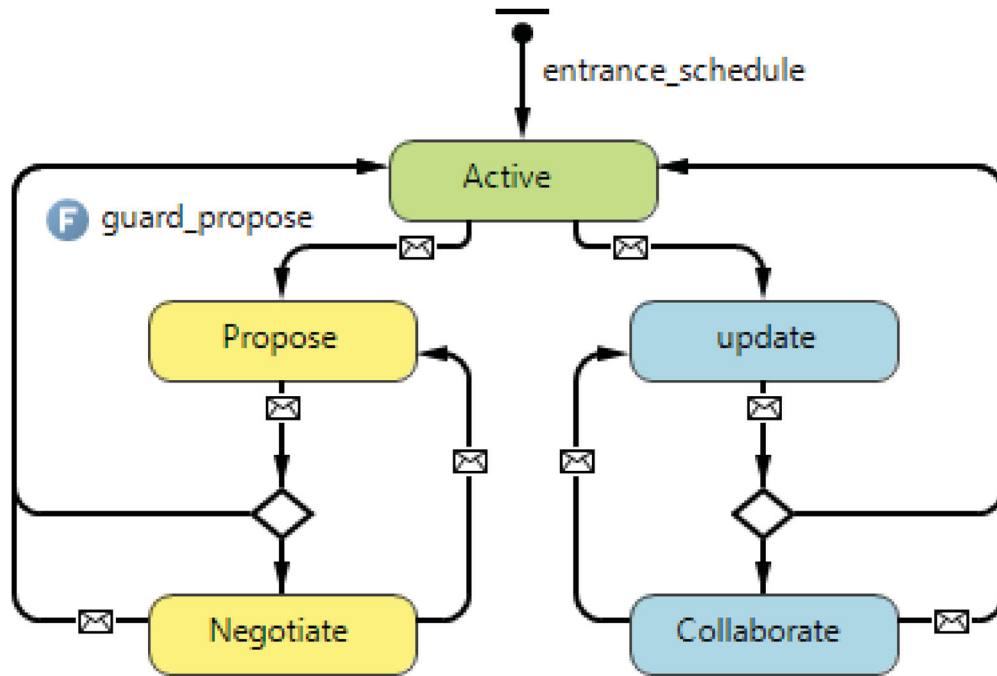 entrance_schedule
Active
F guard_propose
Propose
update
Negotiate
Collaborate